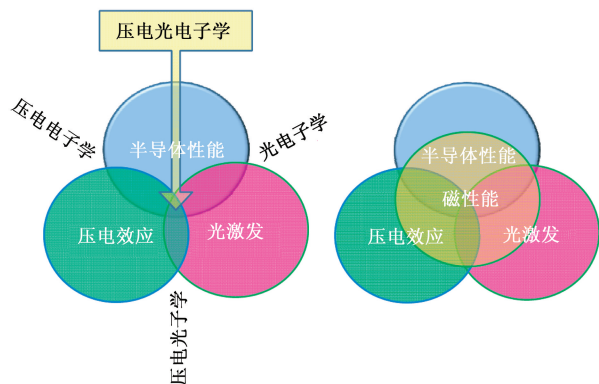 压电光电子学
压电电子学
光电子学
半导体性能
压电效应
光激发
压电光子学
半导体性能
磁性能
压电效应
光激发